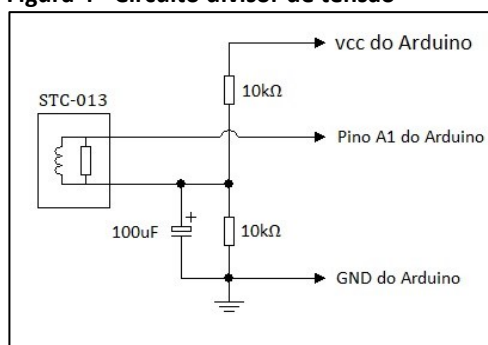 Figura 4 - Circuito divisor de tensão
vcc do Arduino
10kΩ
STC-013
Pino A1 do Arduino
+
100uF
10kΩ
GND do Arduino